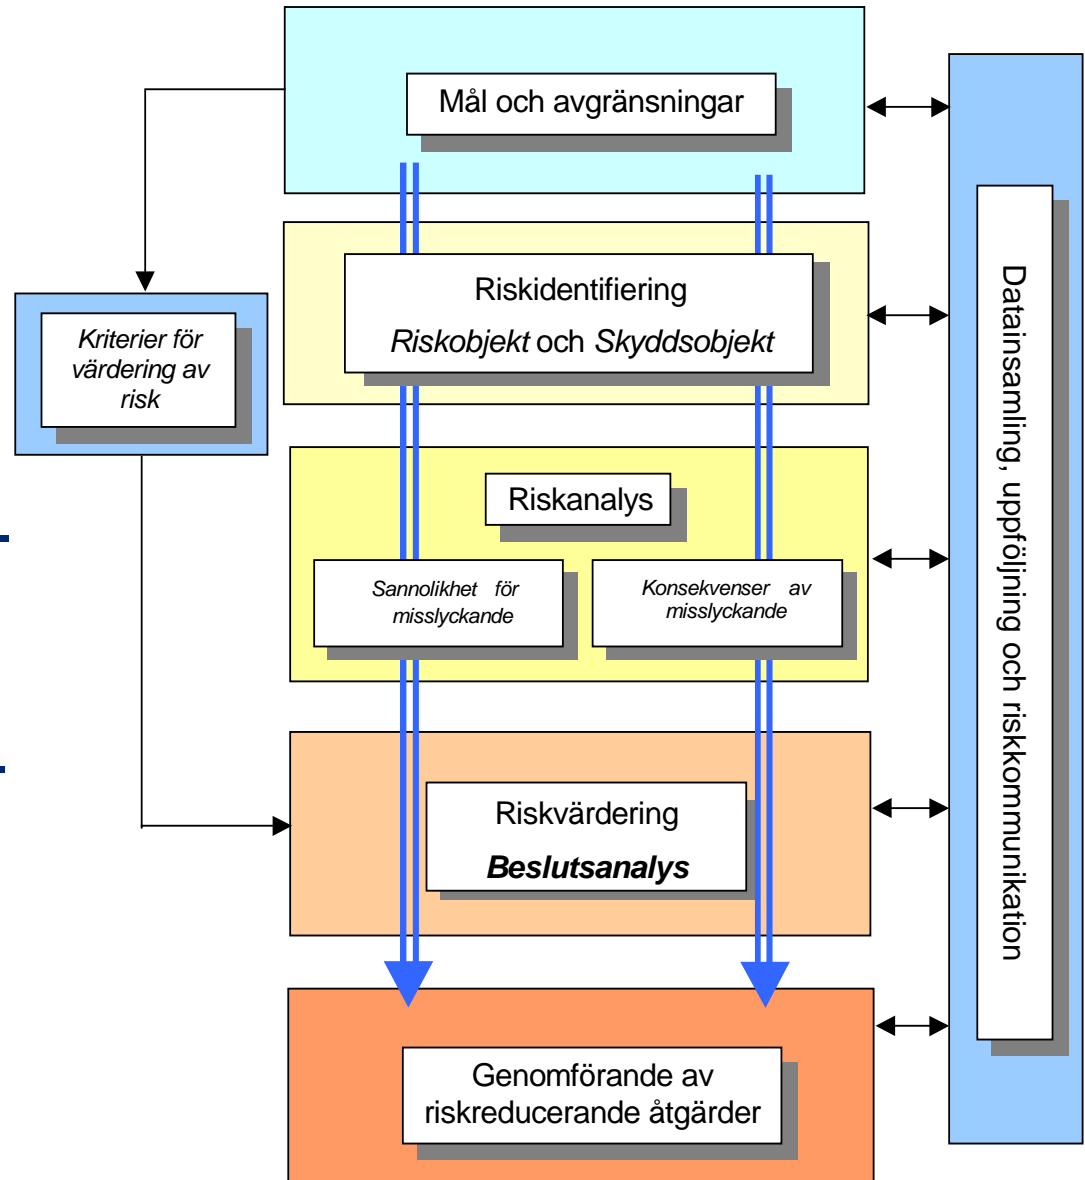 Mål och avgränsningar
Riskidentifiering
Riskobjekt och Skyddsobjekt
Kriterier för
värdering av
risk
Riskanalys
Sannolikhet för
misslyckande
Konsekvenser av
misslyckande
Riskvärdering
Beslutsanalys
Genomförande av
riskreducerande åtgärder
Datainsamling, uppföljning och riskkommunikation